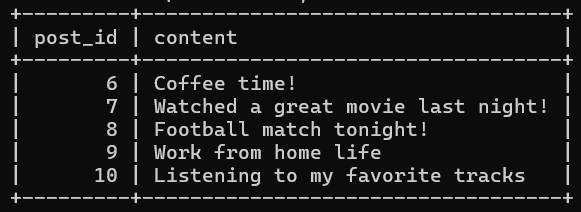 post_id | content
6 | Coffee time!
7 | Watched a great movie last night!
8 | Football match tonight!
9 | Work from home life
10 | Listening to my favorite tracks